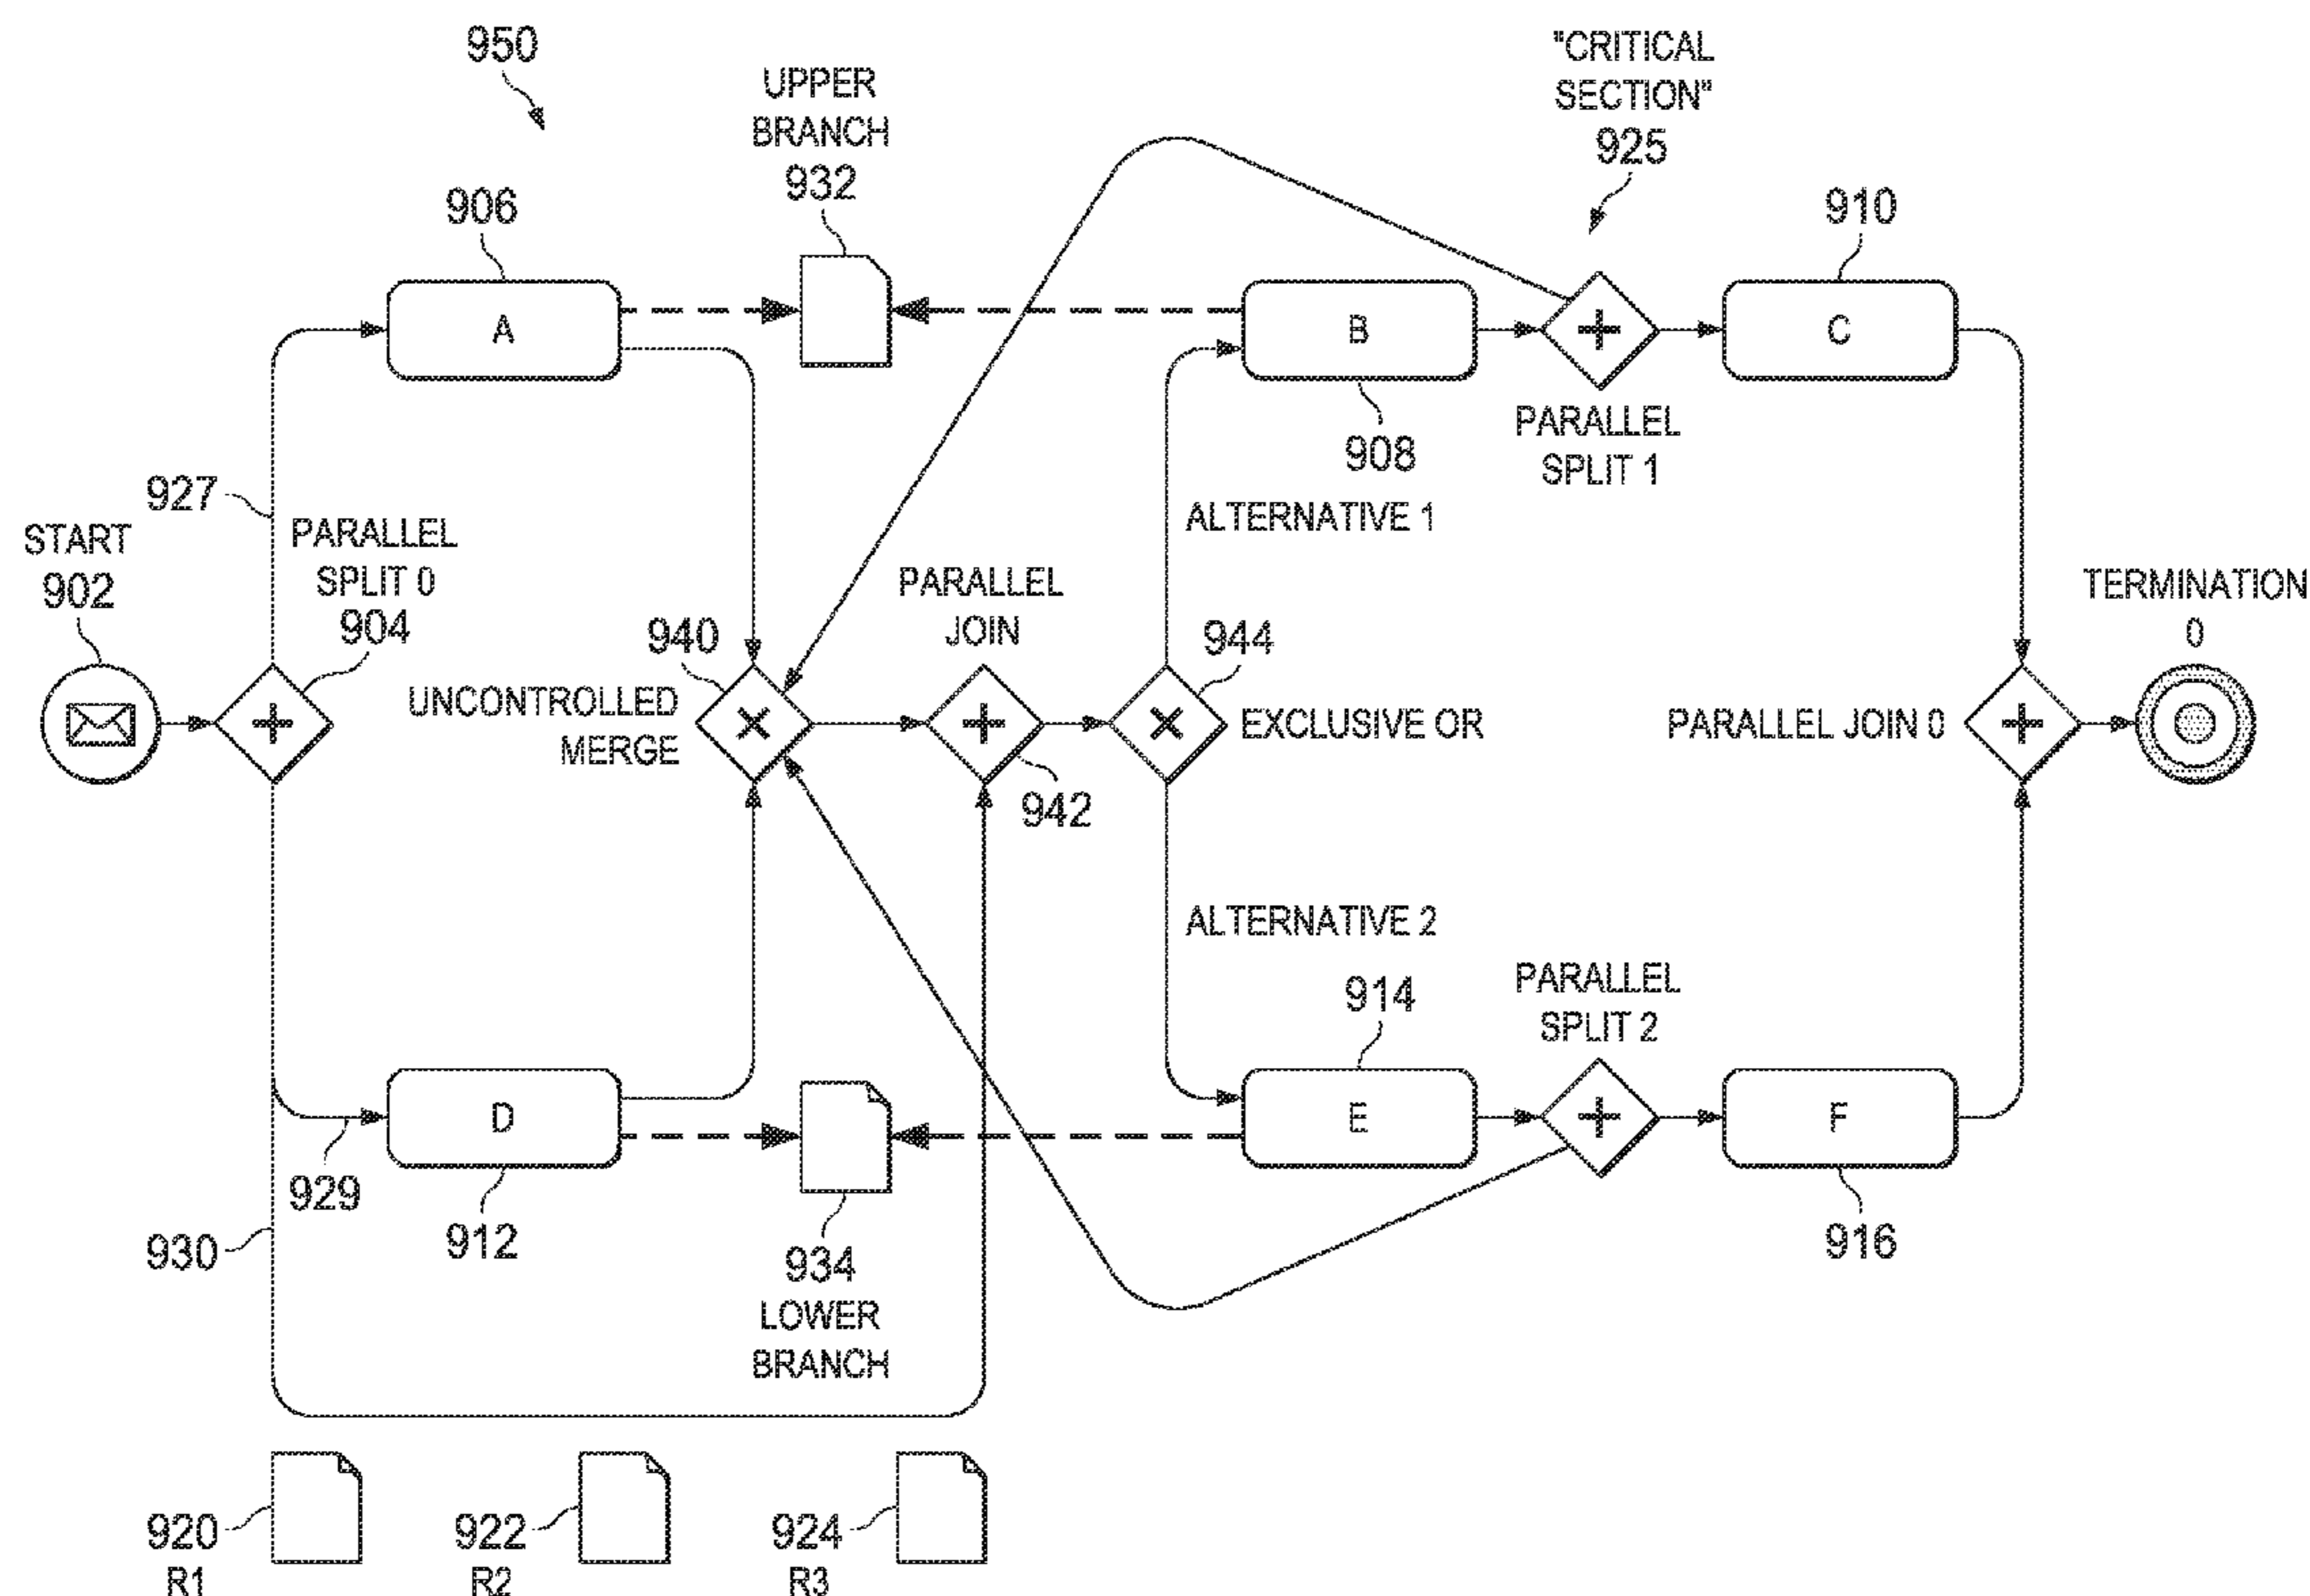 950
UPPER
BRANCH
932
"CRITICAL
SECTION"
925
906
910
A
B
C
908
PARALLEL
SPLIT 1
927
ALTERNATIVE 1
START
902
PARALLEL
SPLIT 0
904
940
PARALLEL
JOIN
944
TERMINATION
0
UNCONTROLLED
MERGE
EXCLUSIVE OR
PARALLEL JOIN 0
942
ALTERNATIVE 2
914
PARALLEL
SPLIT 2
D
E
F
929
912
930
934
LOWER
BRANCH
916
920
R1
922
R2
924
R3